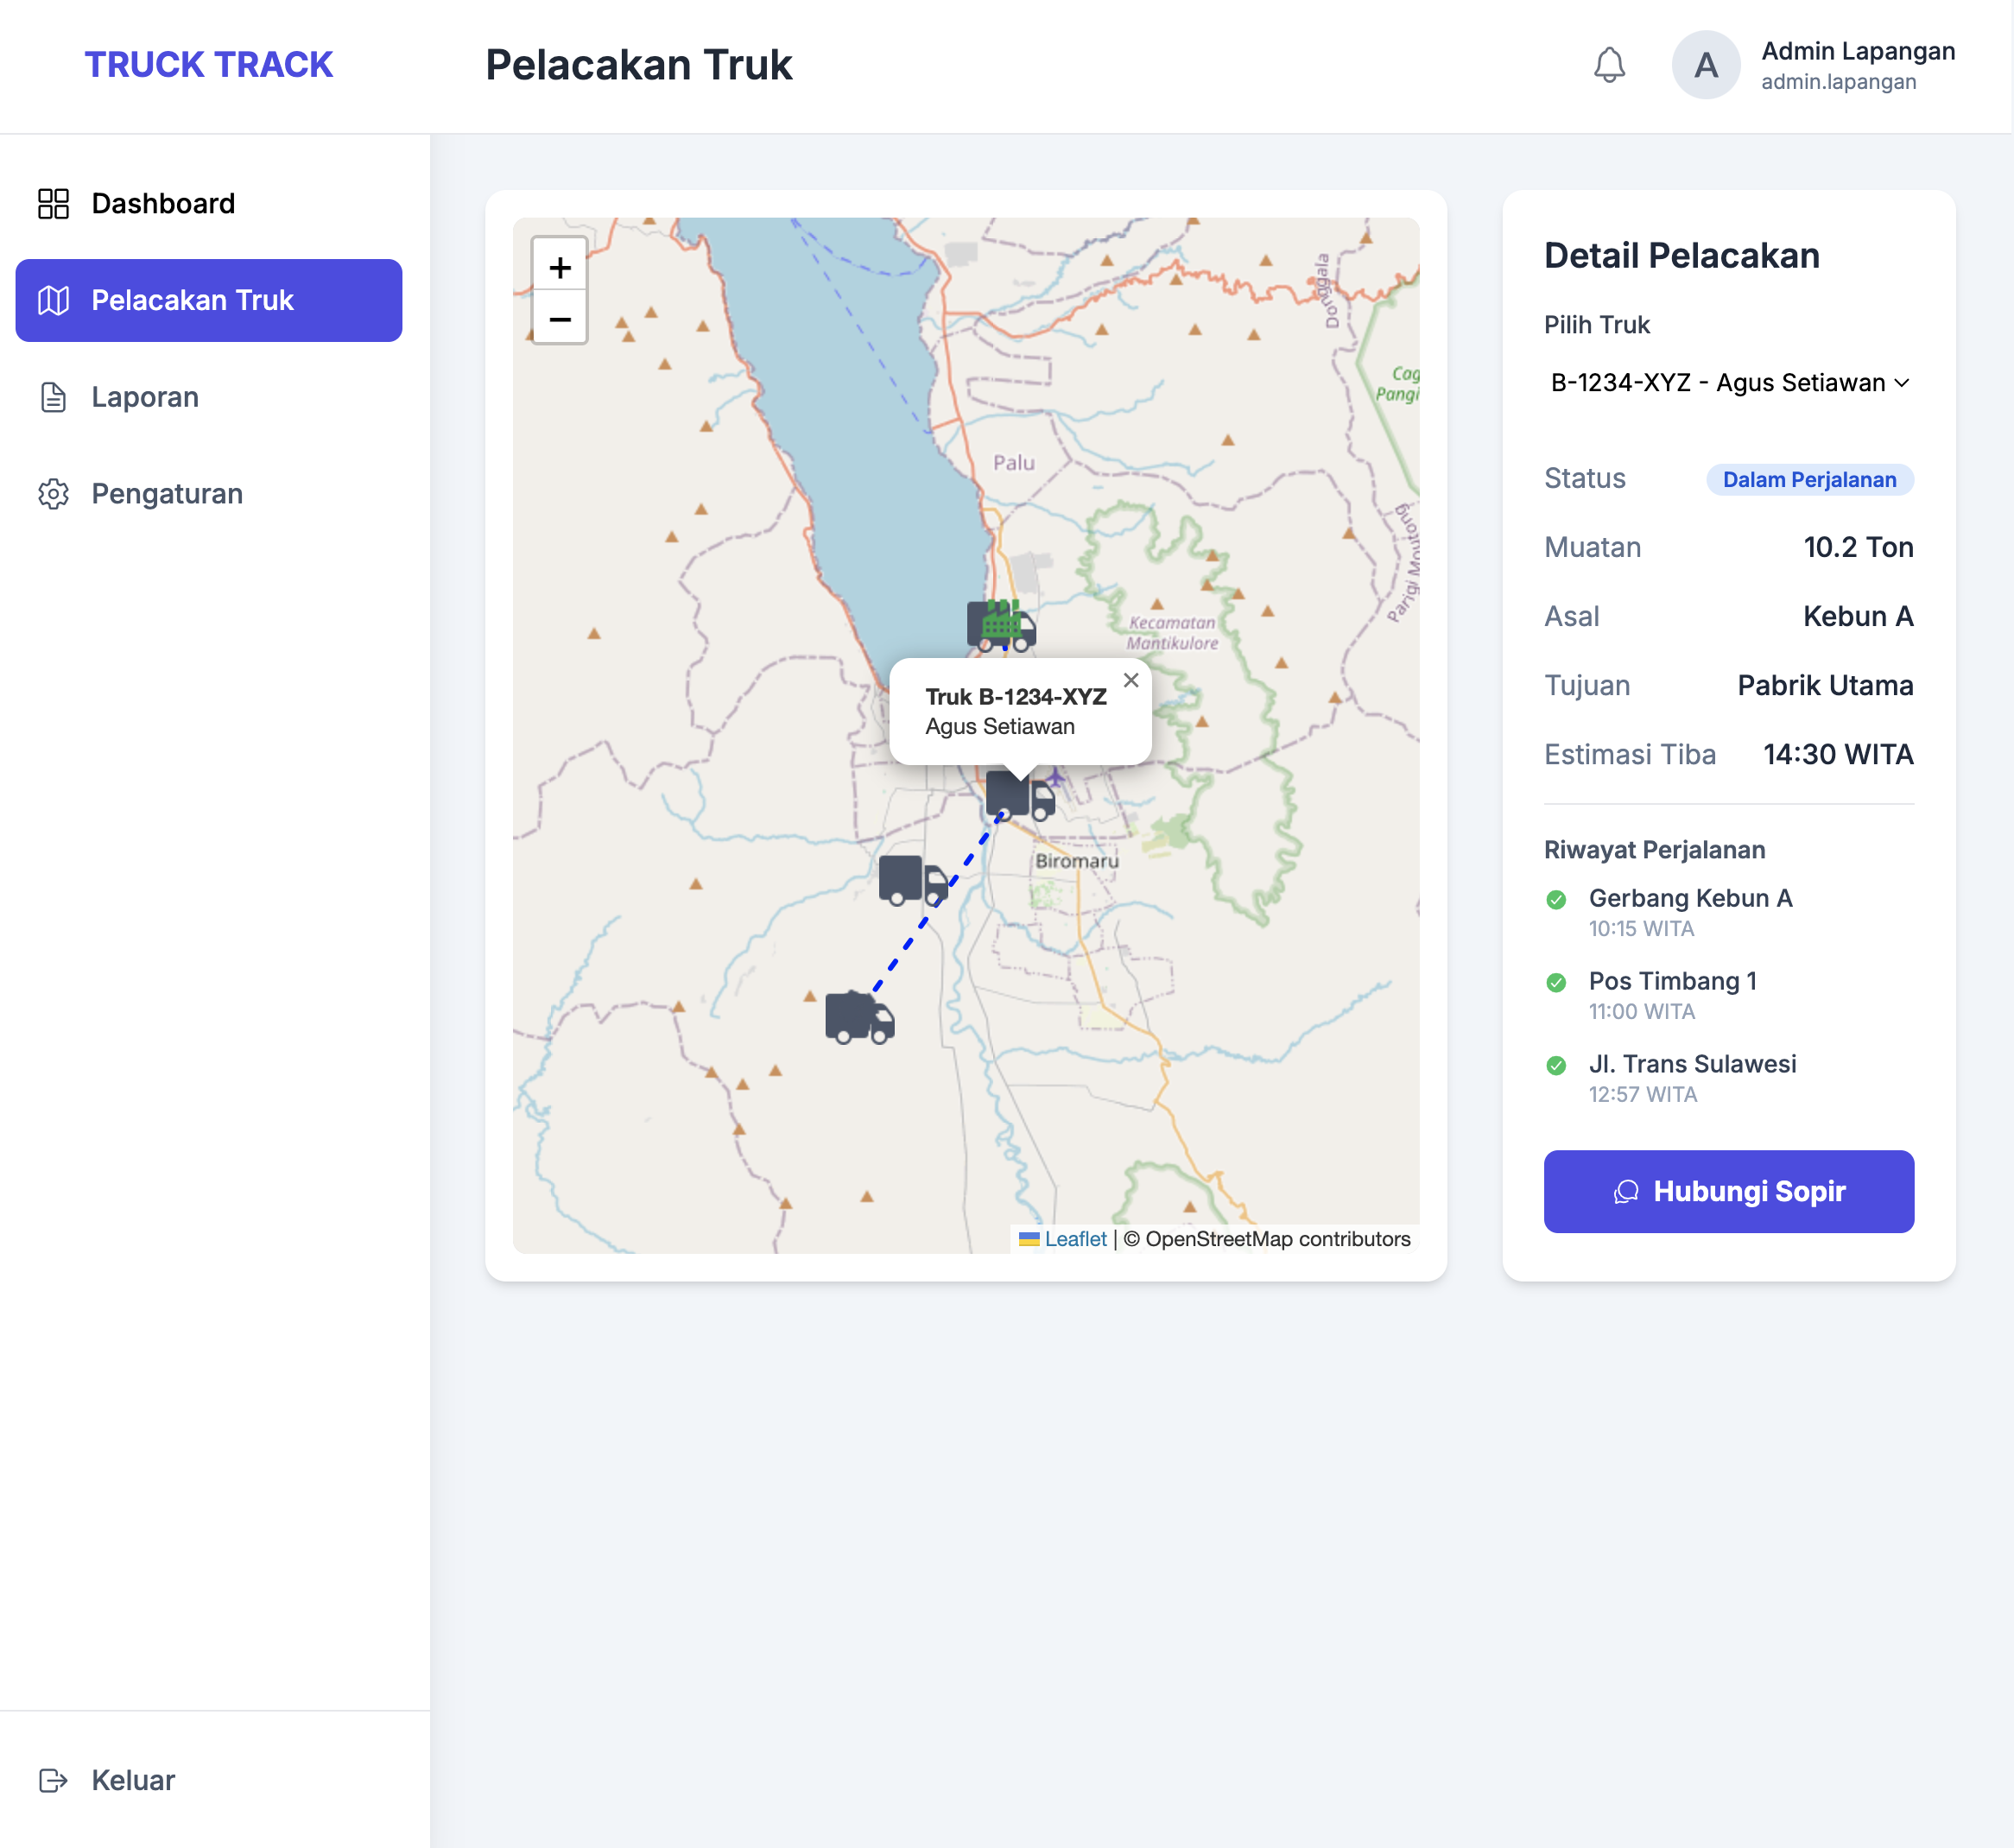 TRUCK TRACK
Pelacakan Truk
A
Admin Lapangan
admin.lapangan
Dashboard
Pelacakan Truk
Laporan
Pengaturan
Keluar
+
−
Donggala
Cag
Pangi
Palu
Parigi Moutong
Kecamatan
Mantikulore
Truk B-1234-XYZ
Agus Setiawan
×
Biromaru
Leaflet | © OpenStreetMap contributors
Detail Pelacakan
Pilih Truk
B-1234-XYZ - Agus Setiawan
Status
Dalam Perjalanan
Muatan
10.2 Ton
Asal
Kebun A
Tujuan
Pabrik Utama
Estimasi Tiba
14:30 WITA
Riwayat Perjalanan
Gerbang Kebun A
10:15 WITA
Pos Timbang 1
11:00 WITA
Jl. Trans Sulawesi
12:57 WITA
Hubungi Sopir